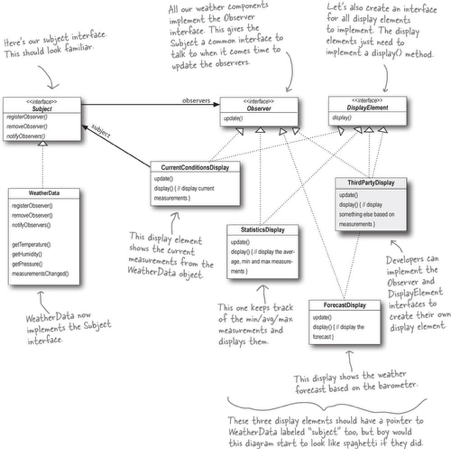 All our weather components
implement the Observer
interface. This gives the
Subject a common interface to
talk to when it comes time to
update the observers.
Let's also create an interface
for all display elements
to implement. The display
elements just need to
implement a display() method.
Here's our subject interface.
This should look familiar.
<<interface>>
Subject
registerObserver()
removeObserver()
notifyObservers()
observers
<<interface>>
Observer
update()
<<interface>>
DisplayElement
display()
subject
WeatherData
registerObserver()
removeObserver()
notifyObservers()
getTemperature()
getHumidity()
getPressure()
measurementsChanged()
WeatherData now
implements the Subject
interface.
CurrentConditionsDisplay
update()
display() { // display current
measurements }
This display element
shows the current
measurements from the
WeatherData object.
StatisticsDisplay
update()
display() { // display the aver-
age, min and max measure-
ments }
This one keeps track
of the min/avg/max
measurements and
displays them.
ThirdPartyDisplay
update()
display() { // display
something else based on
measurements }
Developers can
implement the
Observer and
DisplayElement
interfaces to
create their own
display element.
ForecastDisplay
update()
display() { // display the
forecast }
This display shows the weather
forecast based on the barometer.
These three display elements should have a pointer to
WeatherData labeled "subject" too, but boy would
this diagram start to look like spaghetti if they did.